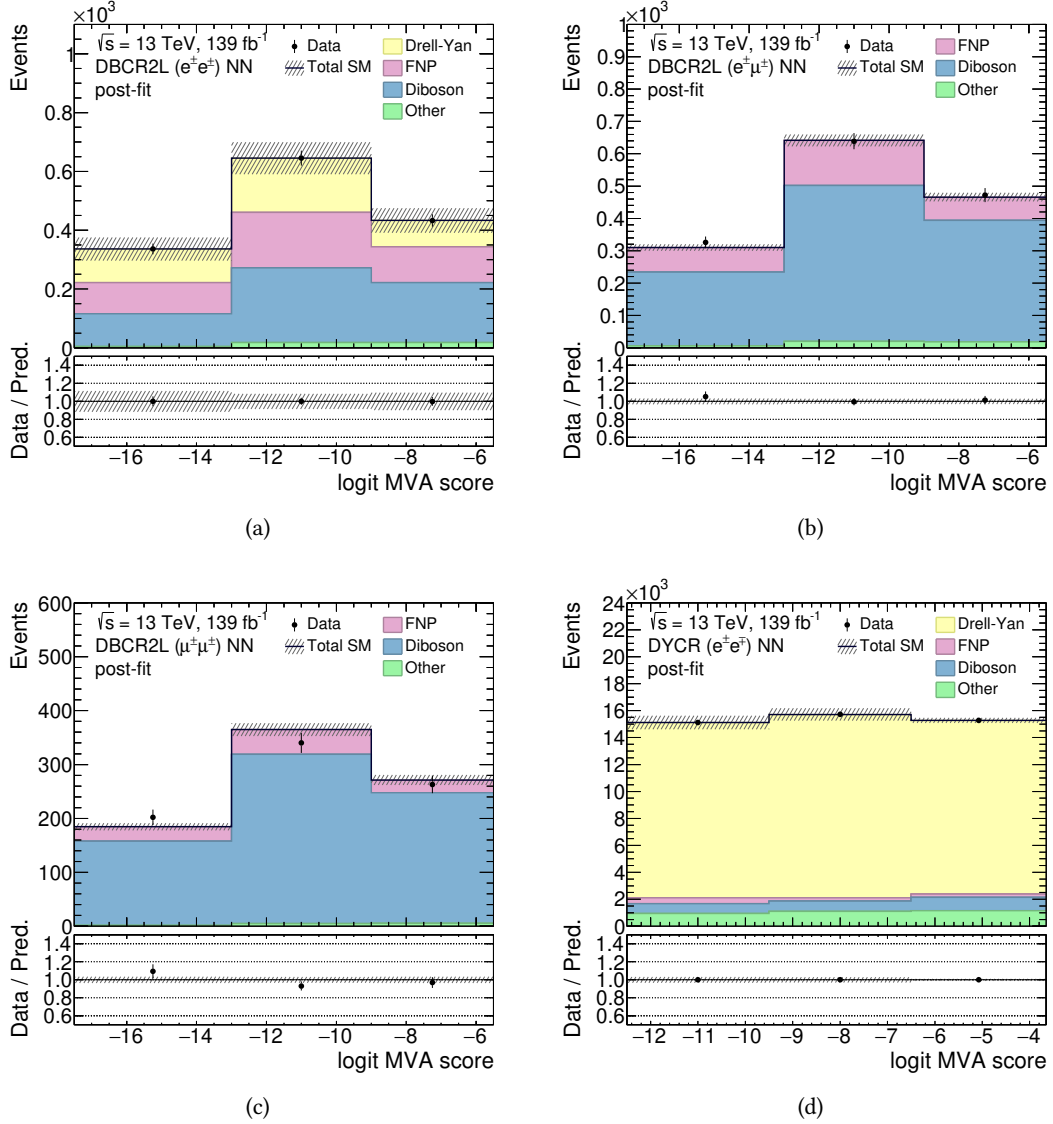 ×10³
Events
1
0.8
0.6
0.4
0.2
0
√s = 13 TeV, 139 fb⁻¹
DBCR2L (e±e±) NN
post-fit
Data
Total SM
Drell-Yan
FNP
Diboson
Other
Data / Pred.
1.4
1.2
1.0
0.8
0.6
−16 −14 −12 −10 −8 −6
logit MVA score
(a)
×10³
Events
1
0.9
0.8
0.7
0.6
0.5
0.4
0.3
0.2
0.1
0
√s = 13 TeV, 139 fb⁻¹
DBCR2L (e±μ±) NN
post-fit
Data
Total SM
FNP
Diboson
Other
Data / Pred.
1.4
1.2
1.0
0.8
0.6
−16 −14 −12 −10 −8 −6
logit MVA score
(b)
Events
600
500
400
300
200
100
0
√s = 13 TeV, 139 fb⁻¹
DBCR2L (μ±μ±) NN
post-fit
Data
Total SM
FNP
Diboson
Other
Data / Pred.
1.4
1.2
1.0
0.8
0.6
−16 −14 −12 −10 −8 −6
logit MVA score
(c)
×10³
Events
24
22
20
18
16
14
12
10
8
6
4
2
0
√s = 13 TeV, 139 fb⁻¹
DYCR (e±e∓) NN
post-fit
Data
Total SM
Drell-Yan
FNP
Diboson
Other
Data / Pred.
1.4
1.2
1.0
0.8
0.6
−12 −11 −10 −9 −8 −7 −6 −5 −4
logit MVA score
(d)